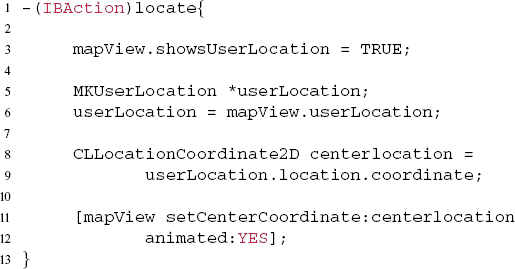 1 -(IBAction)locate{
2
3 mapView.showsUserLocation = TRUE;
4
5 MKUserLocation *userLocation;
6 userLocation = mapView.userLocation;
7
8 CLLocationCoordinate2D centerlocation =
9 userLocation.location.coordinate;
10
11 [mapView setCenterCoordinate:centerlocation
12 animated:YES];
13 }